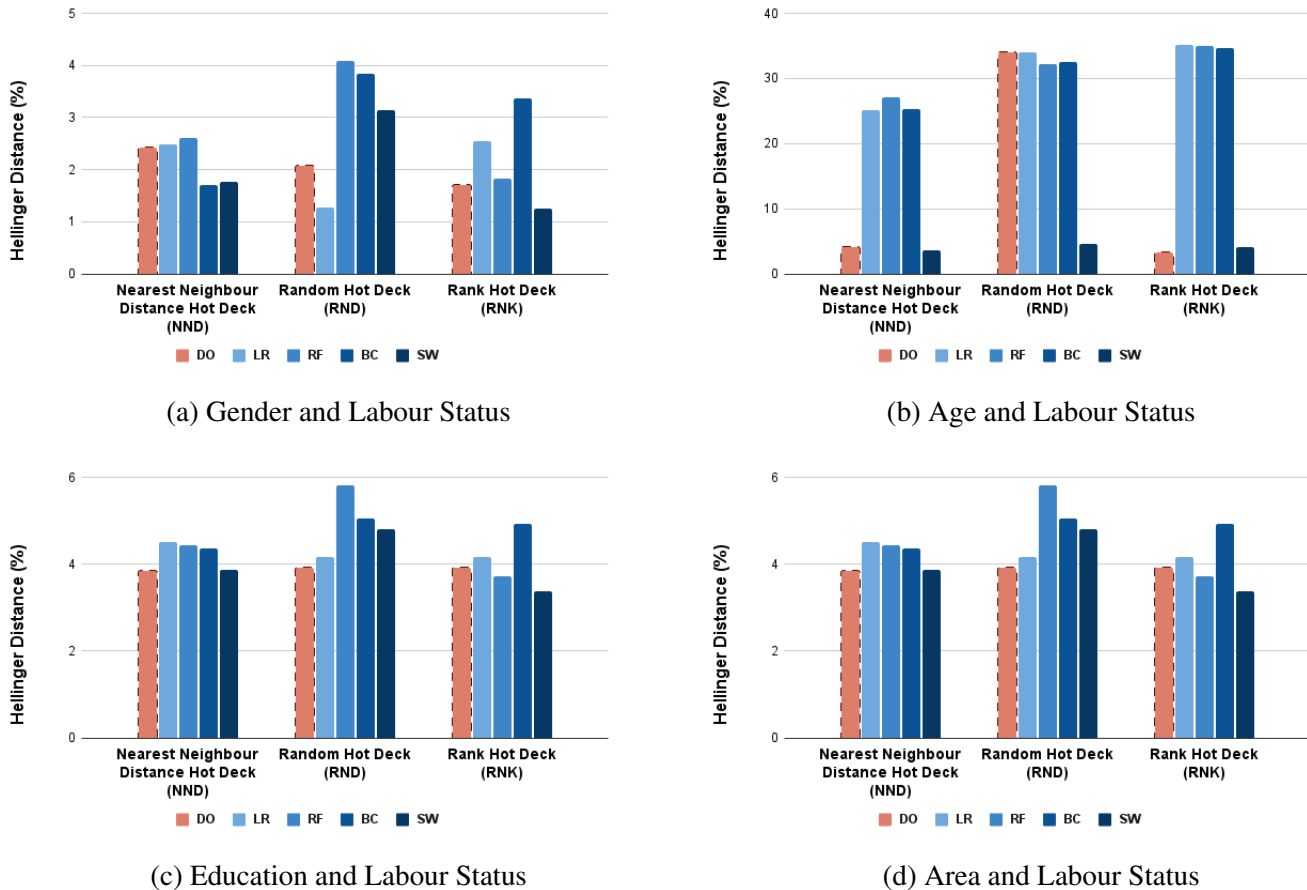 5
4
3
2
1
0
Hellinger Distance (%)
Nearest Neighbour
Distance Hot Deck
(NND)
Random Hot Deck
(RND)
Rank Hot Deck
(RNK)
DO LR RF BC SW
(a) Gender and Labour Status
40
30
20
10
0
Hellinger Distance (%)
Nearest Neighbour
Distance Hot Deck
(NND)
Random Hot Deck
(RND)
Rank Hot Deck
(RNK)
DO LR RF BC SW
(b) Age and Labour Status
6
4
2
0
Hellinger Distance (%)
Nearest Neighbour
Distance Hot Deck
(NND)
Random Hot Deck
(RND)
Rank Hot Deck
(RNK)
DO LR RF BC SW
(c) Education and Labour Status
6
4
2
0
Hellinger Distance (%)
Nearest Neighbour
Distance Hot Deck
(NND)
Random Hot Deck
(RND)
Rank Hot Deck
(RNK)
DO LR RF BC SW
(d) Area and Labour Status